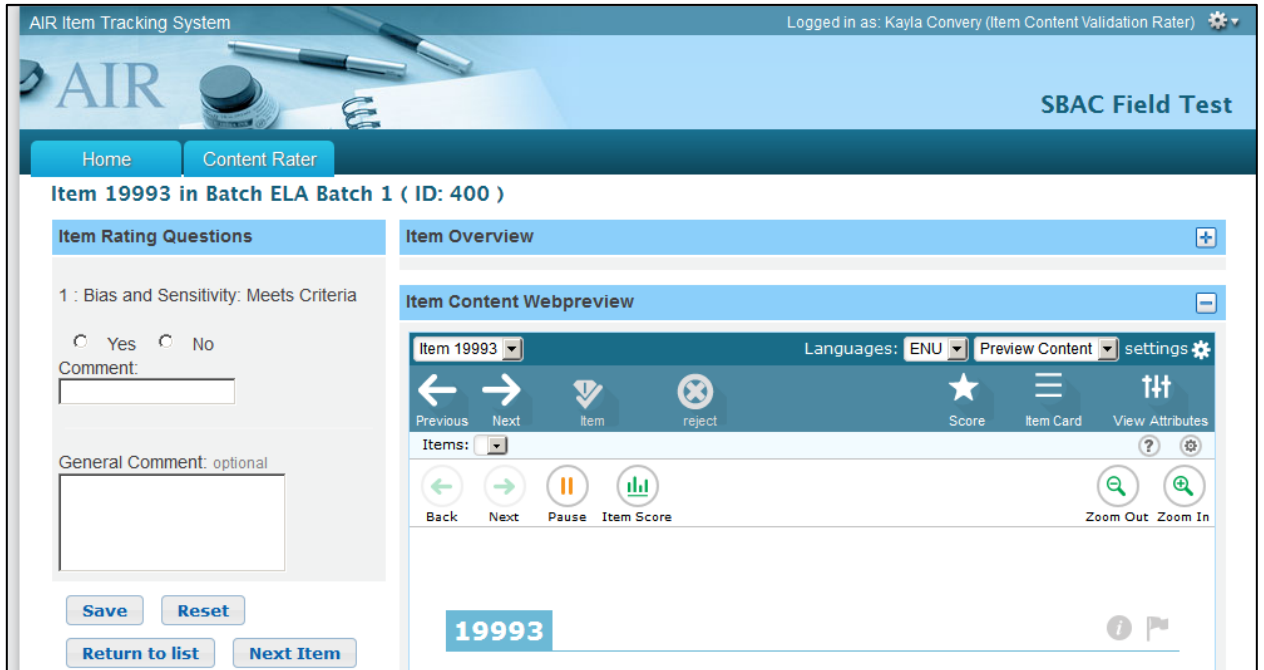 AIR Item Tracking System
Logged in as: Kayla Convery (Item Content Validation Rater)
AIR
SBAC Field Test
Home Content Rater
Item 19993 in Batch ELA Batch 1 ( ID: 400 )
Item Rating Questions
1 : Bias and Sensitivity: Meets Criteria
Yes No
Comment:
General Comment: optional
Save Reset
Return to list Next Item
Item Overview
Item Content Webpreview
Item 19993 Languages: ENU Preview Content settings
Previous Next Item reject Score Item Card View Attributes
Items:
Back Next Pause Item Score Zoom Out Zoom In
19993